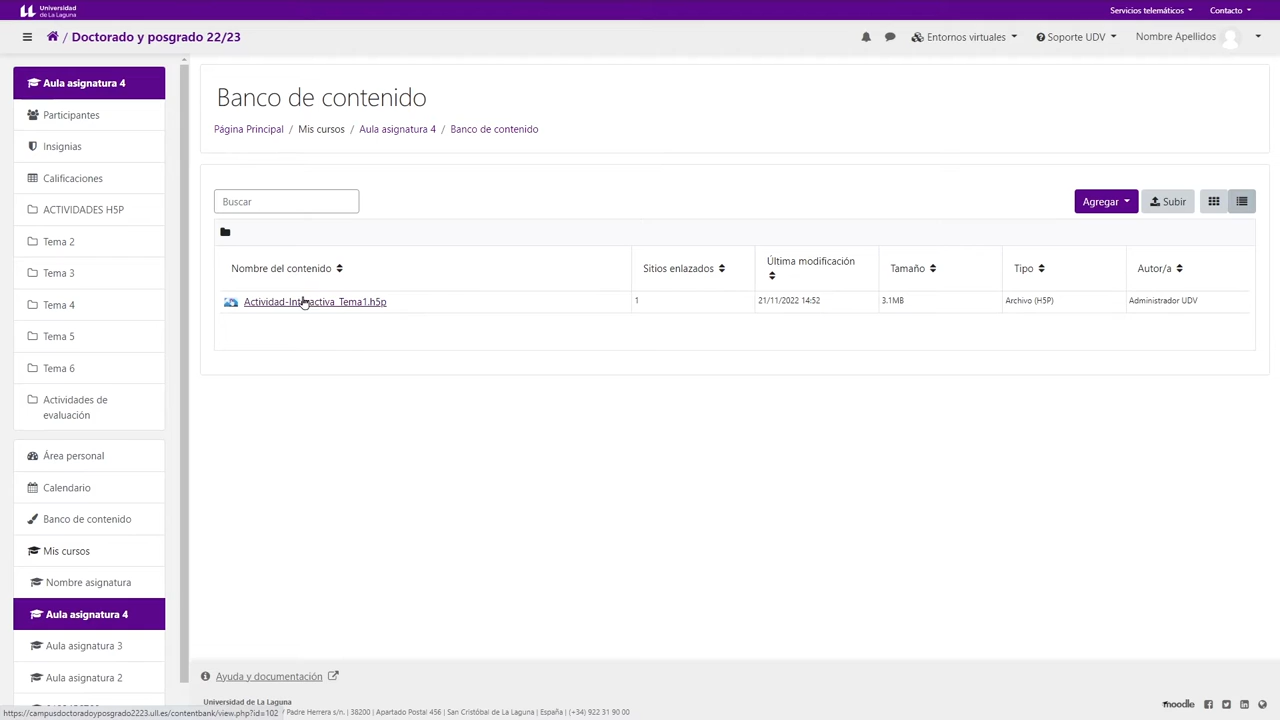 Universidad
de La Laguna
Servicios telemáticos
Contacto
/ Doctorado y posgrado 22/23
Entornos virtuales
Soporte UDV
Nombre Apellidos
Aula asignatura 4
Participantes
Insignias
Calificaciones
ACTIVIDADES H5P
Tema 2
Tema 3
Tema 4
Tema 5
Tema 6
Actividades de
evaluación
Área personal
Calendario
Banco de contenido
Mis cursos
Nombre asignatura
Aula asignatura 4
Aula asignatura 3
Aula asignatura 2
Banco de contenido
Página Principal / Mis cursos / Aula asignatura 4 / Banco de contenido
Buscar
Agregar
Subir
Nombre del contenido
Sitios enlazados
Última modificación
Tamaño
Tipo
Autor/a
Actividad-Interactiva_Tema1.h5p
1
21/11/2022 14:52
3.1MB
Archivo (H5P)
Administrador UDV
Ayuda y documentación
Universidad de La Laguna
Padre Herrera s/n. | 38200 | Apartado Postal 456 | San Cristóbal de La Laguna | España | (+34) 922 31 90 00
moodle
https://campusdoctoradoyposgrado2223.ull.es/contentbank/view.php?id=102